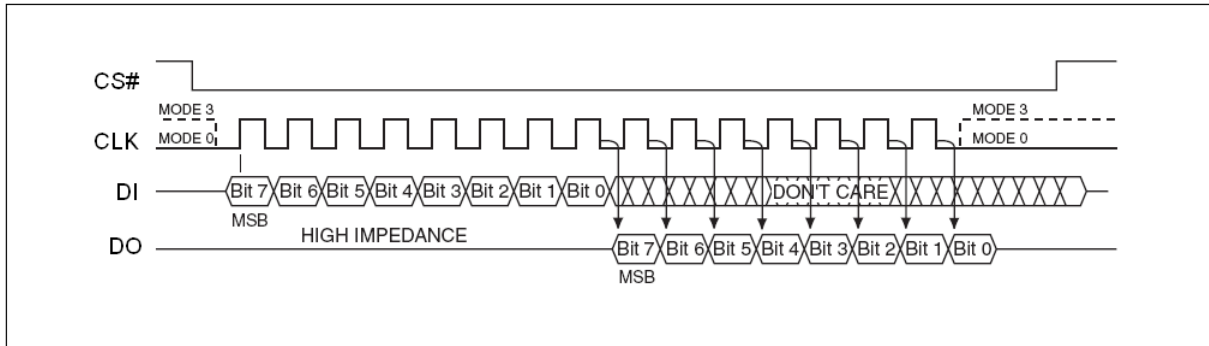 CS#
MODE 3 MODE 3
CLK MODE 0 MODE 0
DI Bit 7 Bit 6 Bit 5 Bit 4 Bit 3 Bit 2 Bit 1 Bit 0 DON'T CARE
MSB
HIGH IMPEDANCE
DO Bit 7 Bit 6 Bit 5 Bit 4 Bit 3 Bit 2 Bit 1 Bit 0
MSB